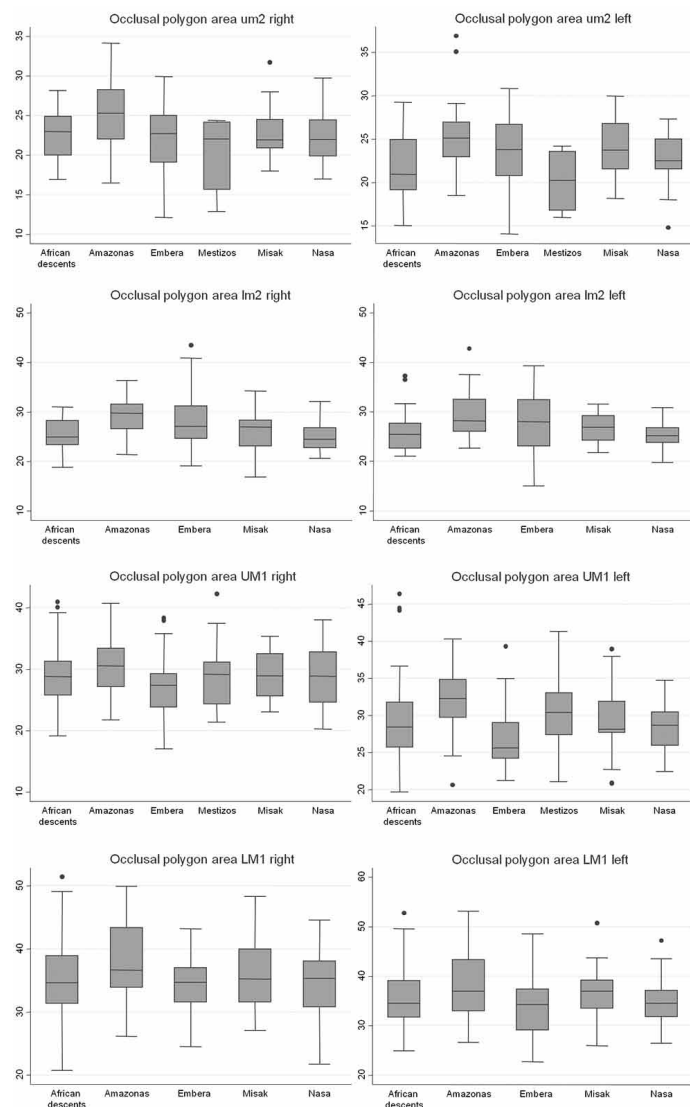 Occlusal polygon area um2 right
35
30
25
20
15
10
African descents
Amazonas
Embera
Mestizos
Misak
Nasa
Occlusal polygon area um2 left
35
30
25
20
15
African descents
Amazonas
Embera
Mestizos
Misak
Nasa
Occlusal polygon area lm2 right
50
40
30
20
10
African descents
Amazonas
Embera
Misak
Nasa
Occlusal polygon area lm2 left
50
40
30
20
10
African descents
Amazonas
Embera
Misak
Nasa
Occlusal polygon area UM1 right
40
30
20
10
African descents
Amazonas
Embera
Mestizos
Misak
Nasa
Occlusal polygon area UM1 left
45
40
35
30
25
20
African descents
Amazonas
Embera
Mestizos
Misak
Nasa
Occlusal polygon area LM1 right
50
40
30
20
African descents
Amazonas
Embera
Misak
Nasa
Occlusal polygon area LM1 left
60
50
40
30
20
African descents
Amazonas
Embera
Misak
Nasa